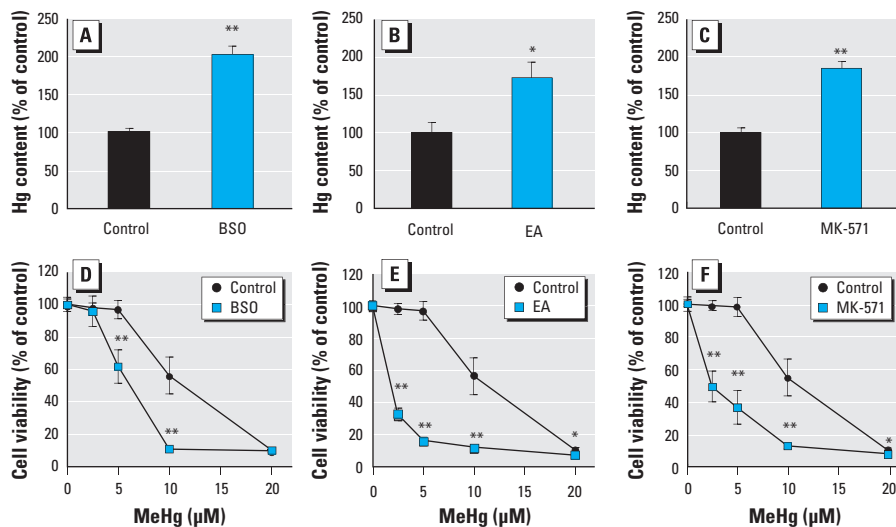 A
Hg content (% of control)
250
200
150
100
50
0
**
Control
BSO
B
Hg content (% of control)
250
200
150
100
50
0
*
Control
EA
C
Hg content (% of control)
250
200
150
100
50
0
**
Control
MK-571
D
Cell viability (% of control)
120
100
80
60
40
20
0
Control
BSO
**
**
0 5 10 15 20
MeHg (μM)
E
Cell viability (% of control)
120
100
80
60
40
20
0
Control
EA
**
**
**
*
0 5 10 15 20
MeHg (μM)
F
Cell viability (% of control)
120
100
80
60
40
20
0
Control
MK-571
**
**
**
*
0 5 10 15 20
MeHg (μM)